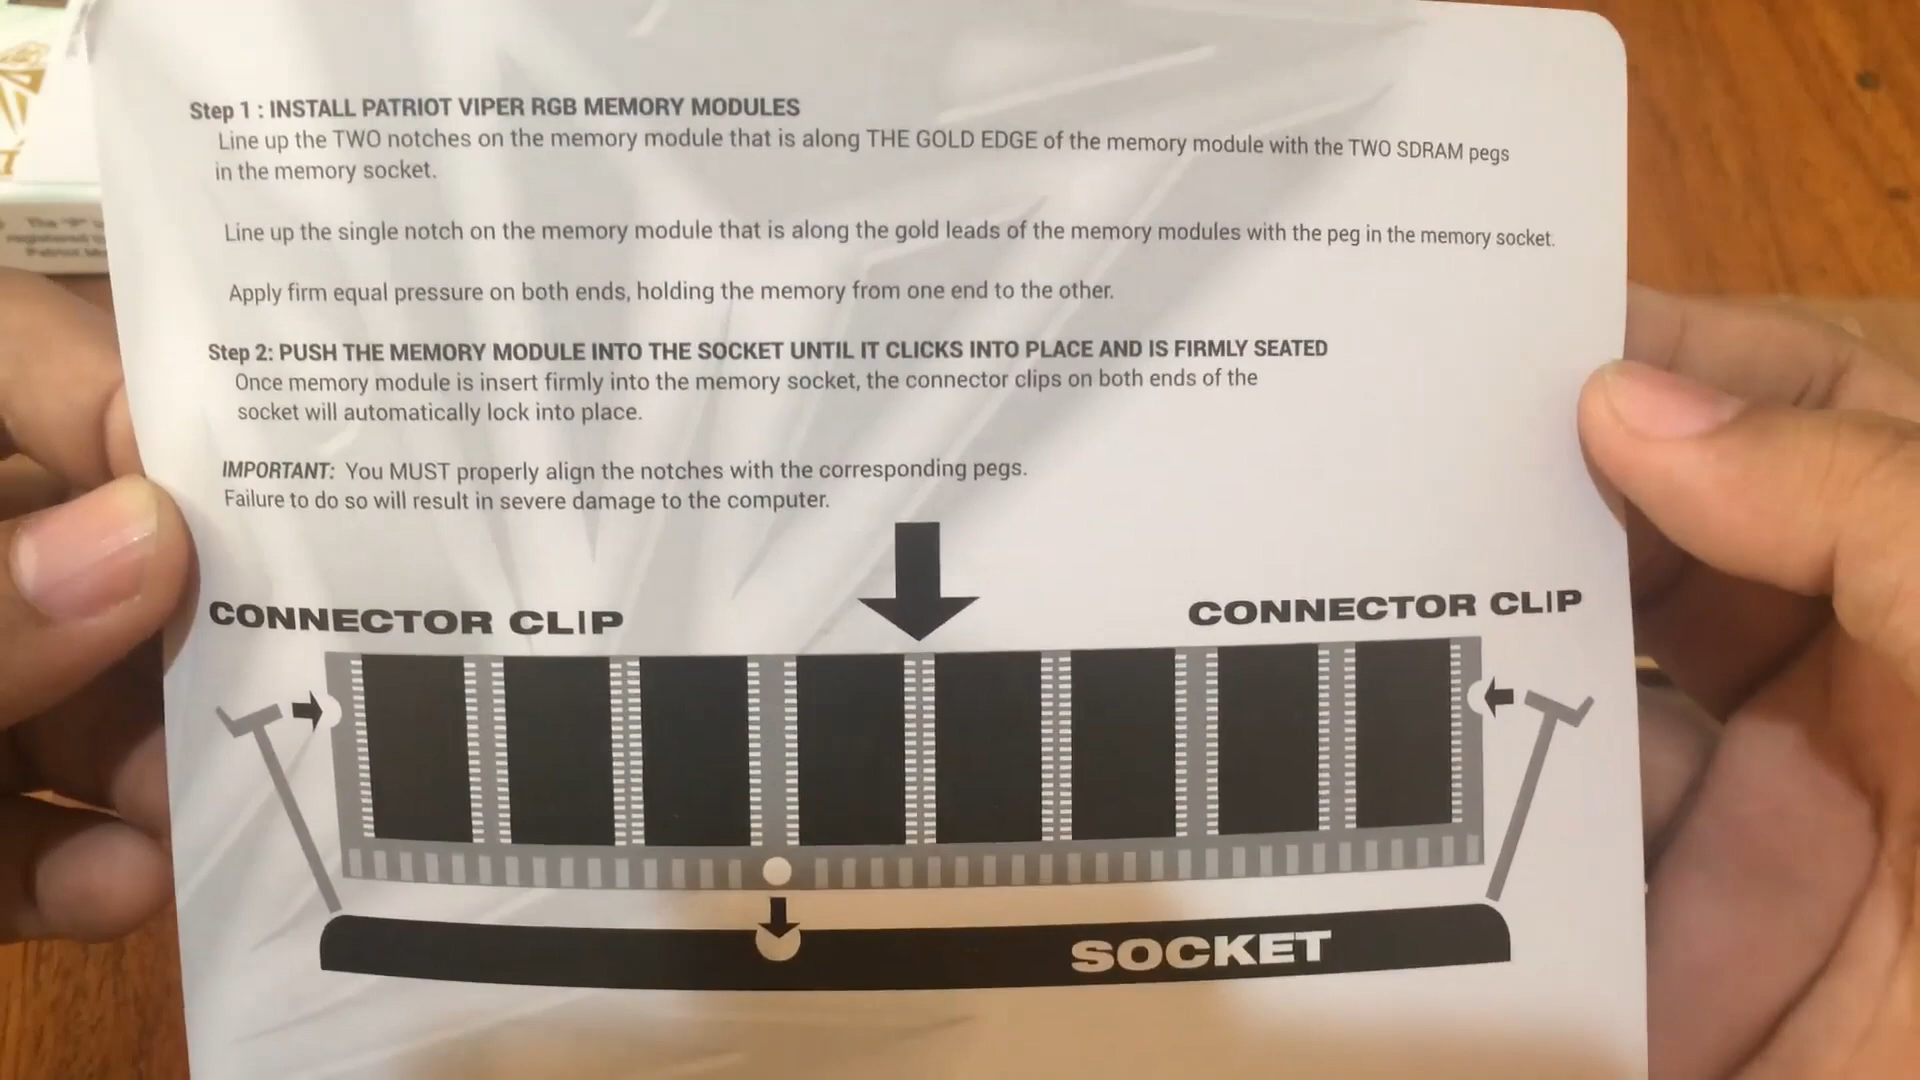 Step 1 : INSTALL PATRIOT VIPER RGB MEMORY MODULES
Line up the TWO notches on the memory module that is along THE GOLD EDGE of the memory module with the TWO SDRAM pegs
in the memory socket.
Line up the single notch on the memory module that is along the gold leads of the memory modules with the peg in the memory socket.
Apply firm equal pressure on both ends, holding the memory from one end to the other.
Step 2: PUSH THE MEMORY MODULE INTO THE SOCKET UNTIL IT CLICKS INTO PLACE AND IS FIRMLY SEATED
Once memory module is insert firmly into the memory socket, the connector clips on both ends of the
socket will automatically lock into place.
IMPORTANT: You MUST properly align the notches with the corresponding pegs.
Failure to do so will result in severe damage to the computer.
CONNECTOR CLIP
CONNECTOR CLIP
SOCKET